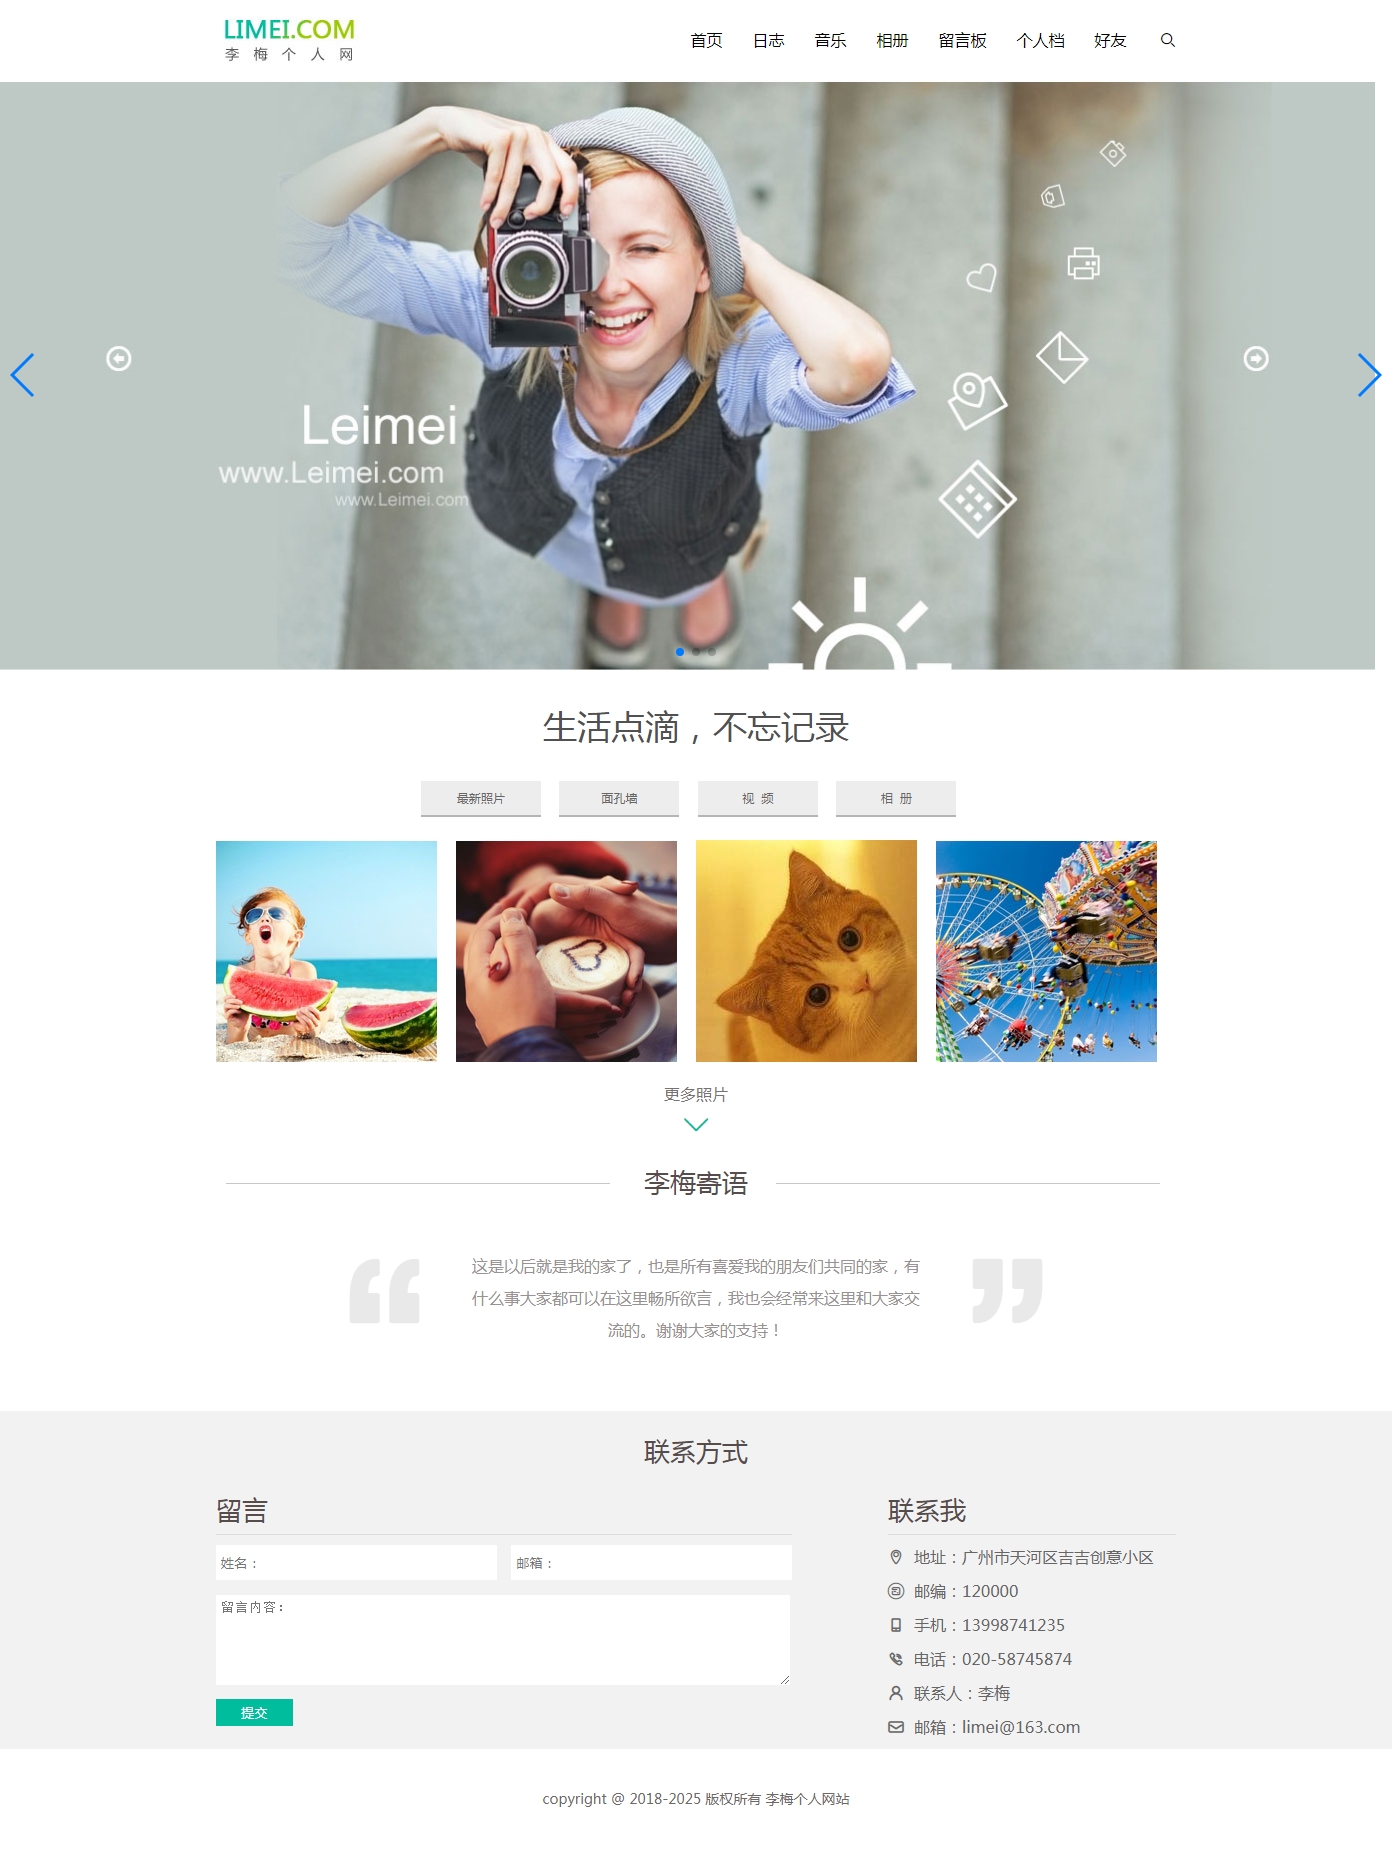 LIMEI.COM
李梅个人网
首页 日志 音乐 相册 留言板 个人档 好友
Leimei
www.Leimei.com
www.Leimei.com
生活点滴，不忘记录
最新照片 面孔墙 视 频 相 册
更多照片
李梅寄语
这是以后就是我的家了，也是所有喜爱我的朋友们共同的家，有
什么事大家都可以在这里畅所欲言，我也会经常来这里和大家交
流的。谢谢大家的支持！
联系方式
留言
姓名：
邮箱：
留言内容：
提交
联系我
地址：广州市天河区吉吉创意小区
邮编：120000
手机：13998741235
电话：020-58745874
联系人：李梅
邮箱：limei@163.com
copyright @ 2018-2025 版权所有 李梅个人网站